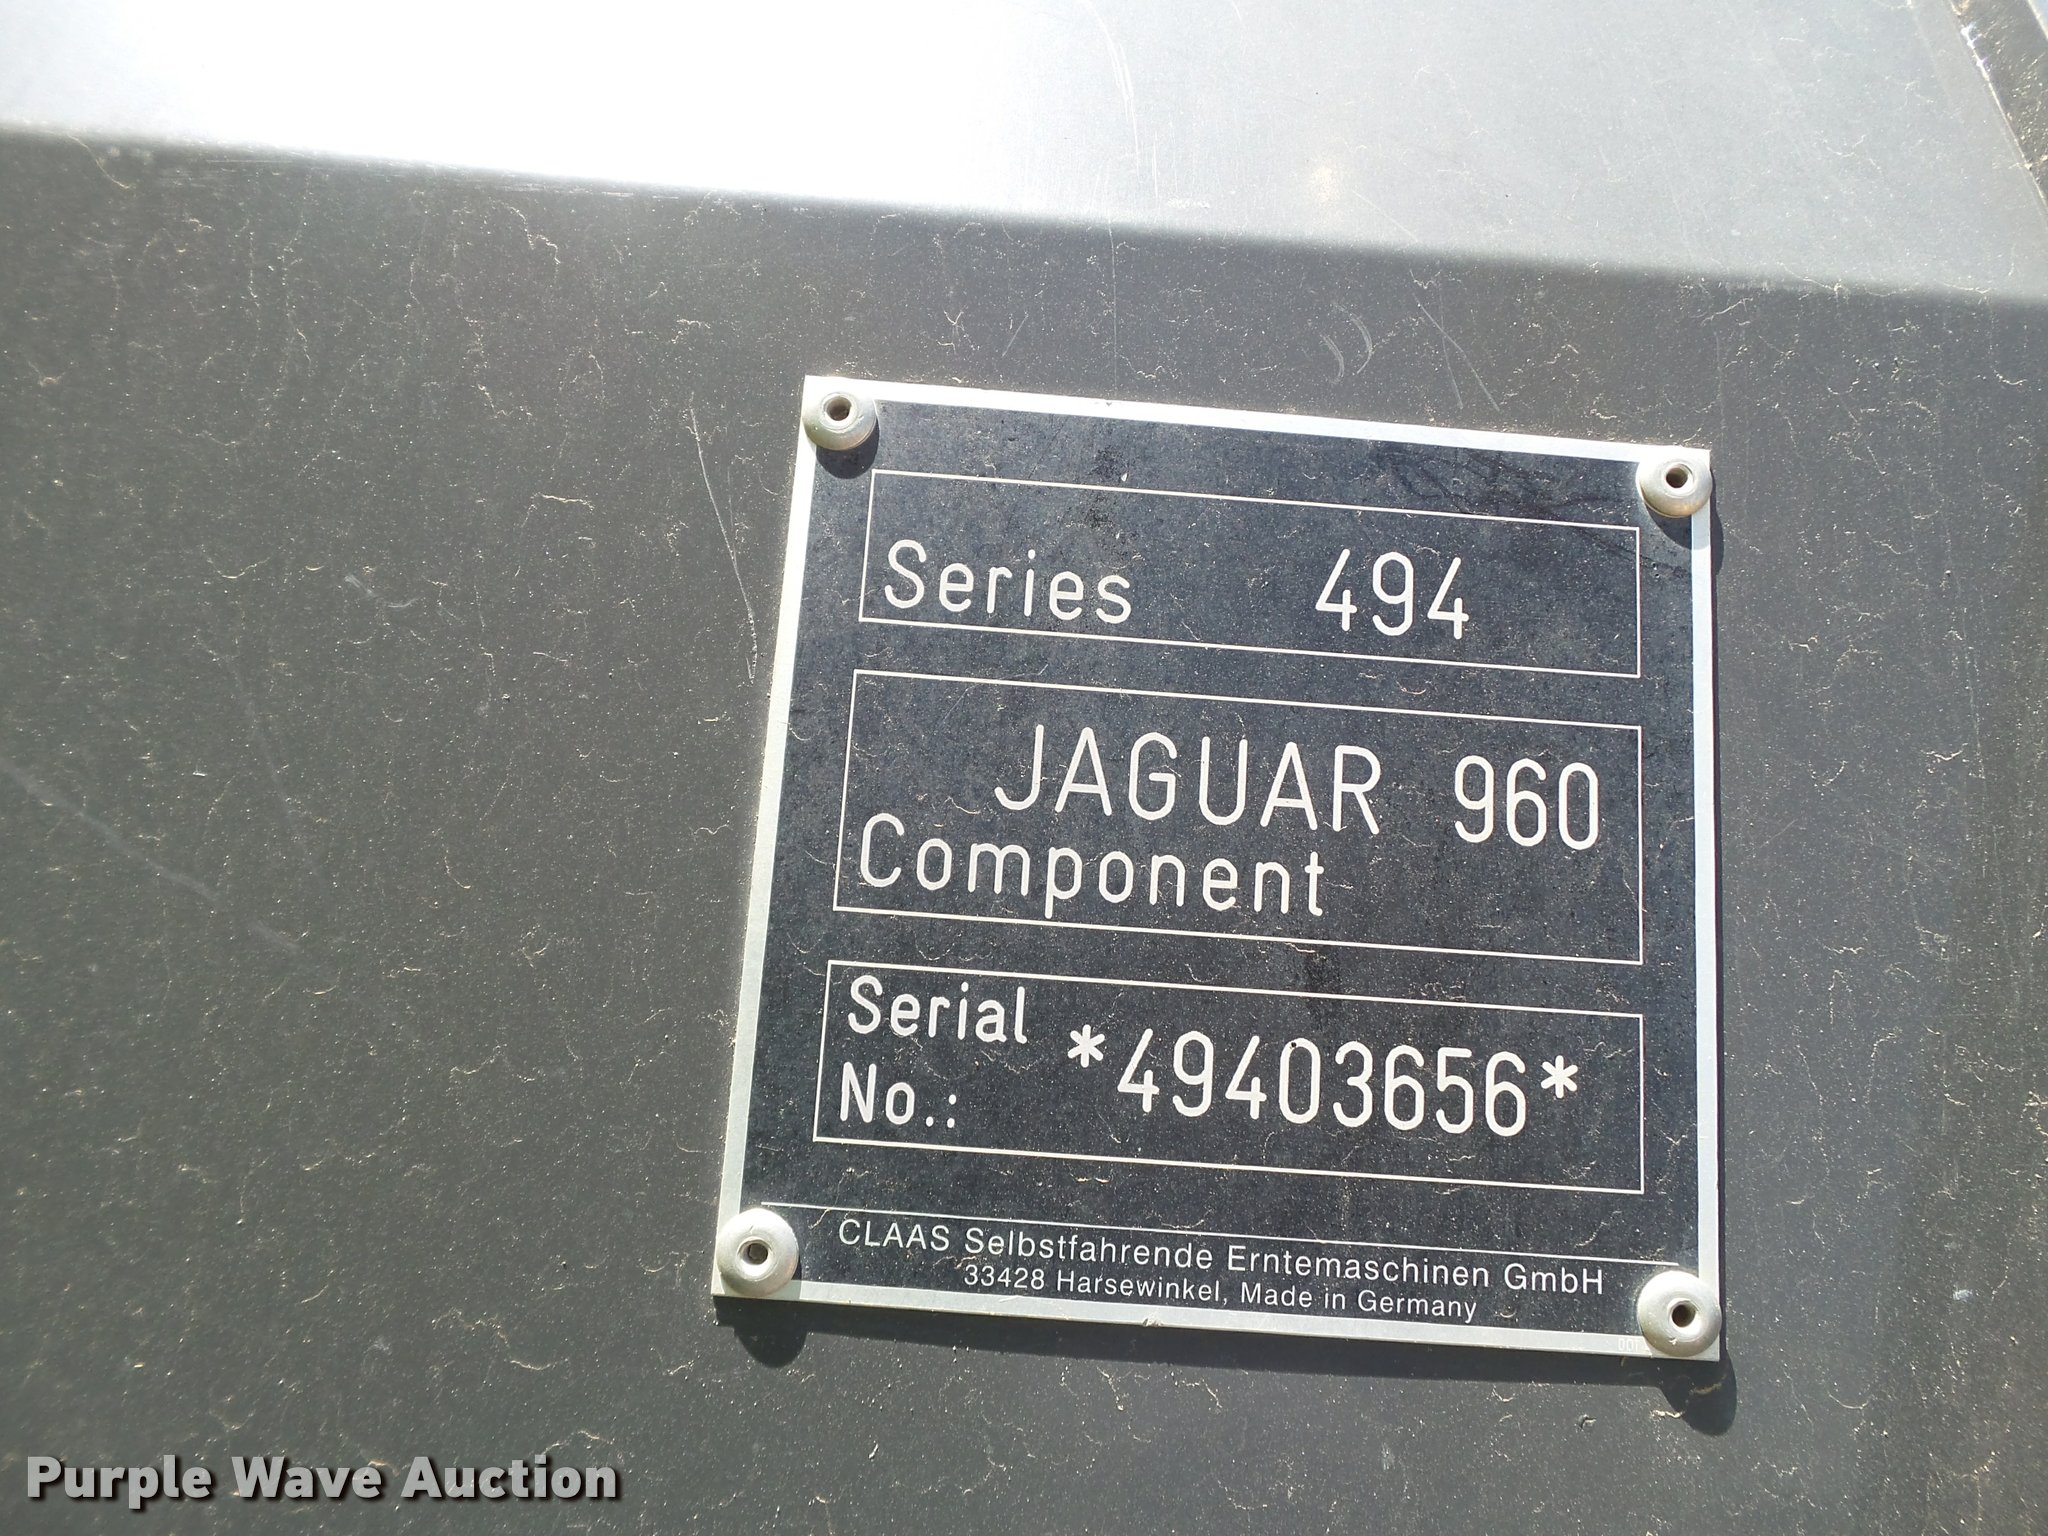 Series 494
JAGUAR 960
Component
Serial
No.: *49403656*
CLAAS Selbstfahrende Erntemaschinen GmbH
33428 Harsewinkel, Made in Germany
Purple Wave Auction